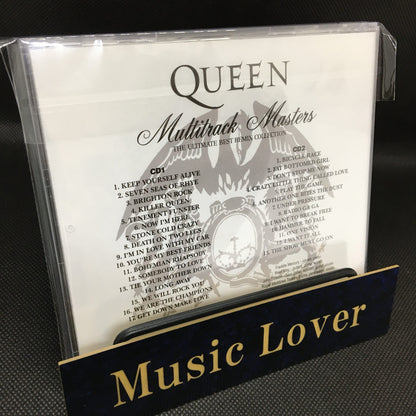 QUEEN
Multitrack Masters
THE ULTIMATE BEST REMIX COLLECTION
CD1
1. KEEP YOURSELF ALIVE
2. SEVEN SEAS OF RHYE
3. BRIGHTON ROCK
4. KILLER QUEEN
5. TENEMENT FUNSTER
6. NOW I'M HERE
7. STONE COLD CRAZY
8. DEATH ON TWO LEGS
9. I'M IN LOVE WITH MY CAR
10. YOU'RE MY BEST FRIENDS
11. BOHEMIAN RHAPSODY
12. SOMEBODY TO LOVE
13. TIE YOUR MOTHER DOWN
14. LONG AWAY
15. WE WILL ROCK YOU
16. WE ARE THE CHAMPIONS
17. GET DOWN MAKE LOVE
CD2
1. BICYCLE RACE
2. FAT BOTTOMED GIRL
3. DON'T STOP ME NOW
4. CRAZY LITTLE THING CALLED LOVE
5. PLAY THE GAME
6. ANOTHER ONE BITES THE DUST
7. UNDER PRESSURE
8. RADIO GA GA
9. I WANT TO BREAK FREE
10. HAMMER TO FALL
11. ONE VISION
12. I WANT IT ALL
13. THE SHOW MUST GO ON
Music Lover